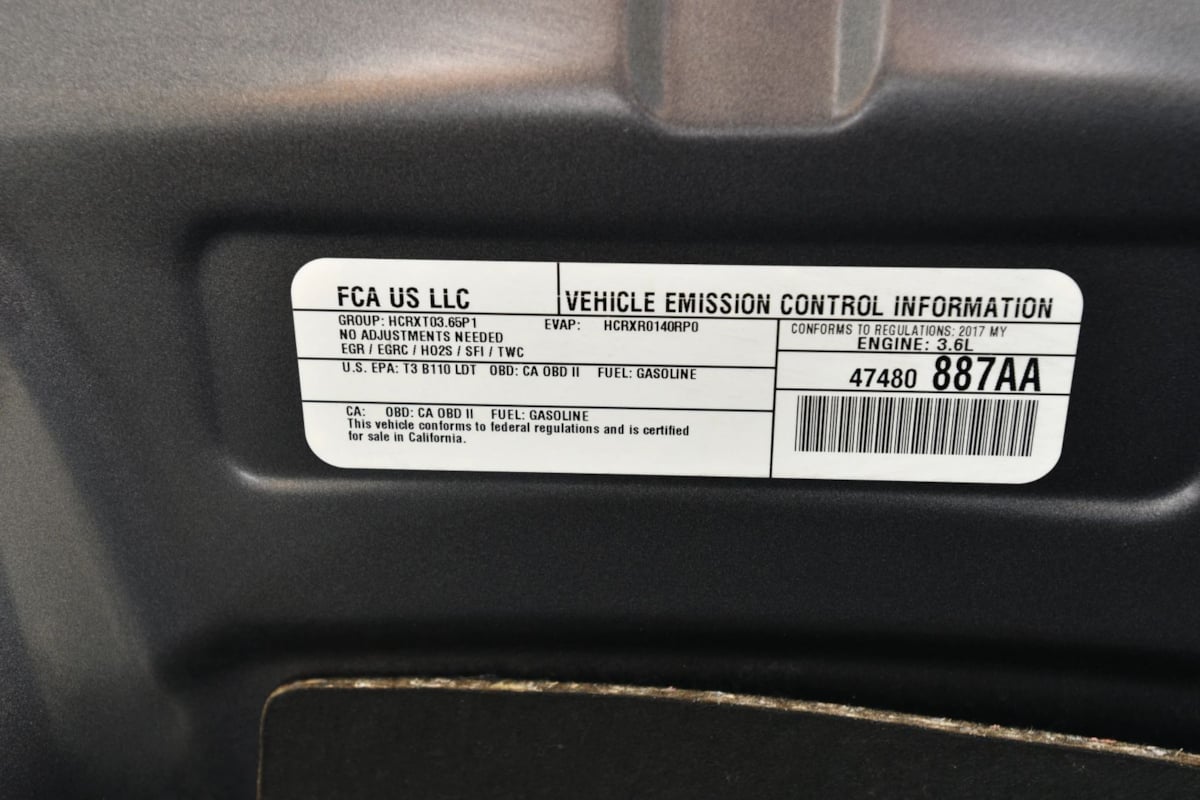 FCA US LLC
VEHICLE EMISSION CONTROL INFORMATION
GROUP: HCRXT03.65P1 EVAP: HCRXR0140RP0
NO ADJUSTMENTS NEEDED
EGR / EGRC / HO2S / SFI / TWC
CONFORMS TO REGULATIONS: 2017 MY
ENGINE: 3.6L
U.S. EPA: T3 B110 LDT OBD: CA OBD II FUEL: GASOLINE
47480 887AA
CA: OBD: CA OBD II FUEL: GASOLINE
This vehicle conforms to federal regulations and is certified
for sale in California.